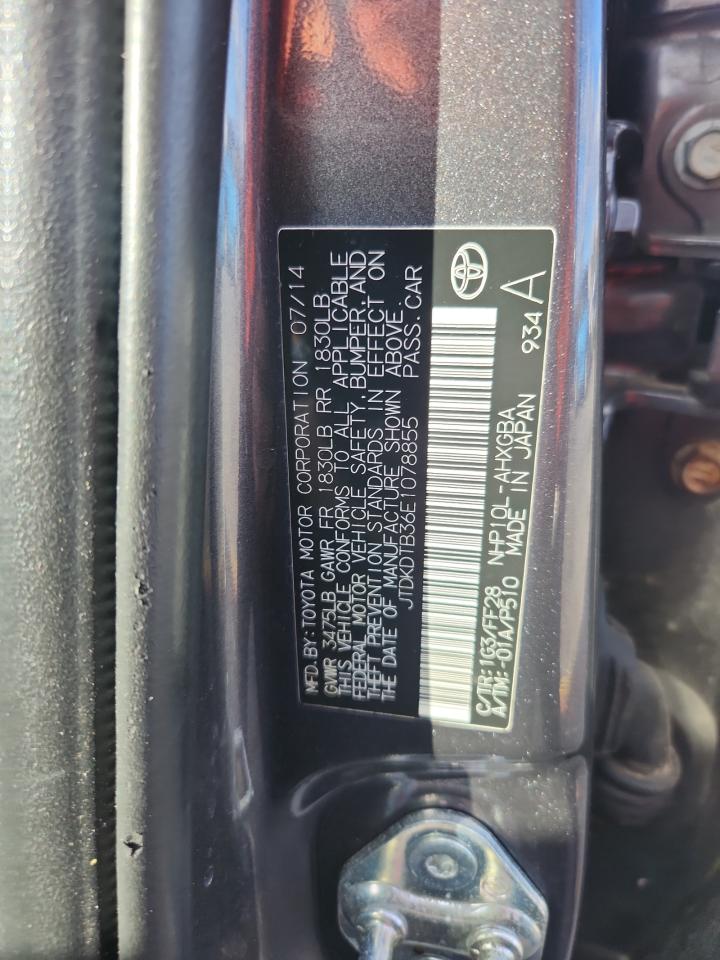 MFD.BY:TOYOTA MOTOR CORPORATION 07/14
GVWR 3475LB GAWR FR 1830LB RR 1830LB
THIS VEHICLE CONFORMS TO ALL APPLICABLE
FEDERAL MOTOR VEHICLE SAFETY, BUMPER, AND
THEFT PREVENTION STANDARDS IN EFFECT ON
THE DATE OF MANUFACTURE SHOWN ABOVE.
JTDKDTB36E1078855 PASS.CAR
C/TR:1G3/FF28 NHP10L-AHXGBA
A/TM:-01A/P510 MADE IN JAPAN 934 A